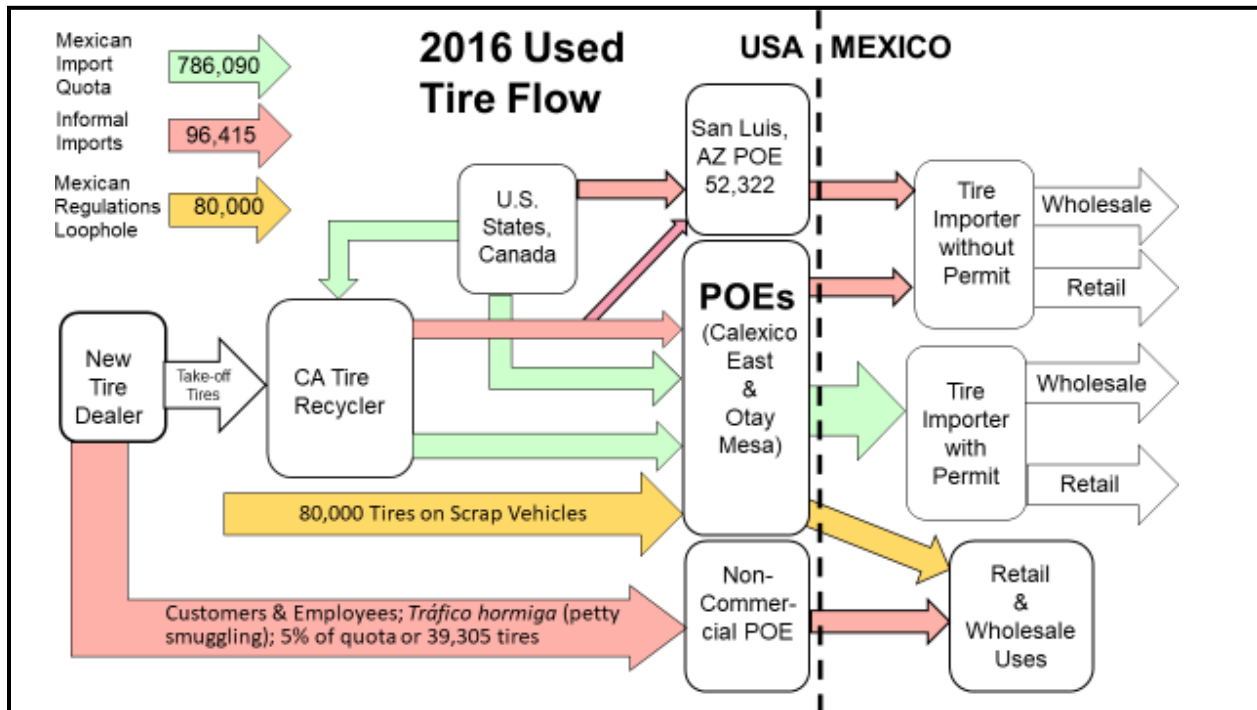 Mexican
Import
Quota
786,090
Informal
Imports
96,415
Mexican
Regulations
Loophole
80,000
2016 Used
Tire Flow
USA
MEXICO
San Luis,
AZ POE
52,322
U.S.
States,
Canada
Tire
Importer
without
Permit
Wholesale
Retail
New
Tire
Dealer
Take-off
Tires
CA Tire
Recycler
POEs
(Calexico
East
&
Otay
Mesa)
Tire
Importer
with
Permit
Wholesale
Retail
80,000 Tires on Scrap Vehicles
Customers & Employees; Tráfico hormiga (petty
smuggling); 5% of quota or 39,305 tires
Non-
Commer-
cial POE
Retail
&
Wholesale
Uses